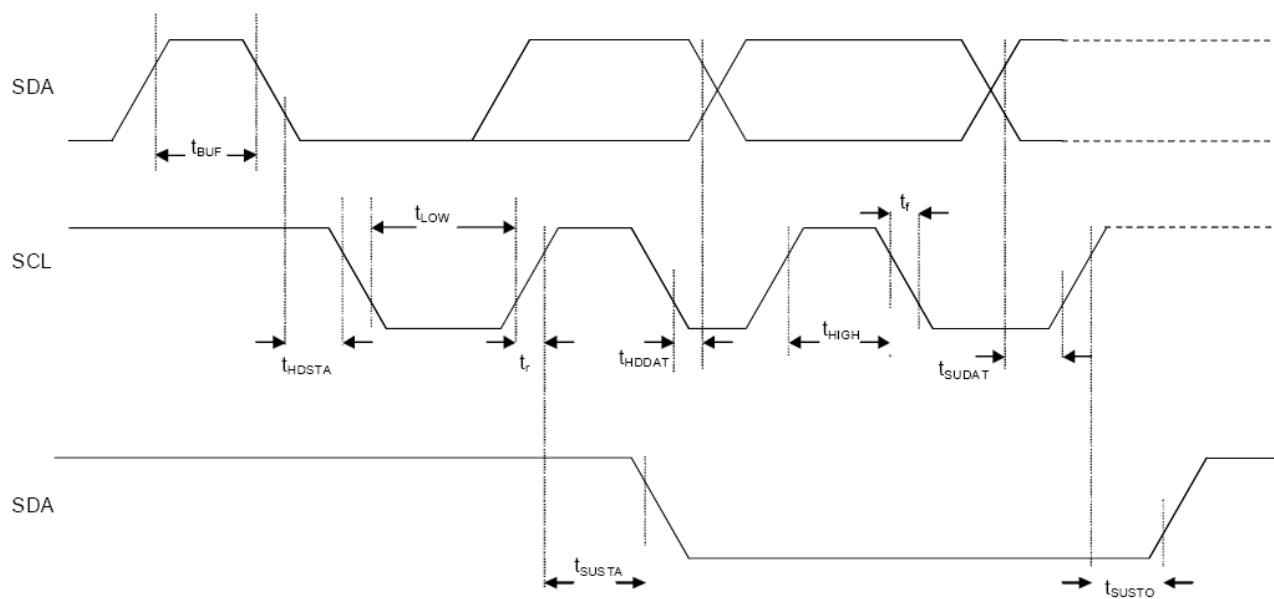 SDA
tBUF
tLOW
tf
SCL
tHDSTA
tr
tHDDAT
tHIGH
tSUDAT
SDA
tSUSTA
tSUSTO